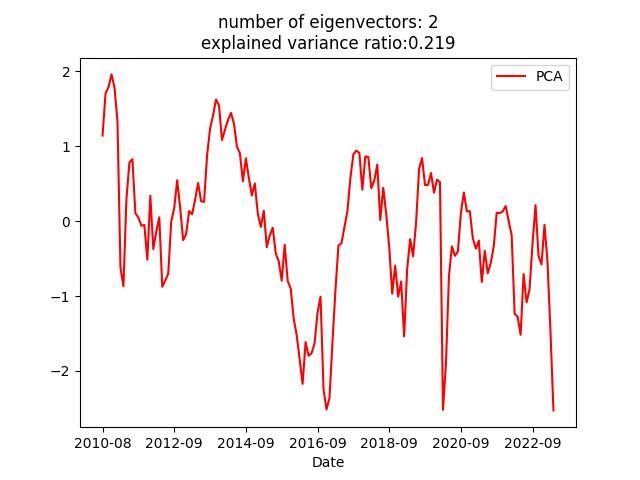 number of eigenvectors: 2
explained variance ratio:0.219
PCA
2
1
0
−1
−2
2010-08 2012-09 2014-09 2016-09 2018-09 2020-09 2022-09
Date